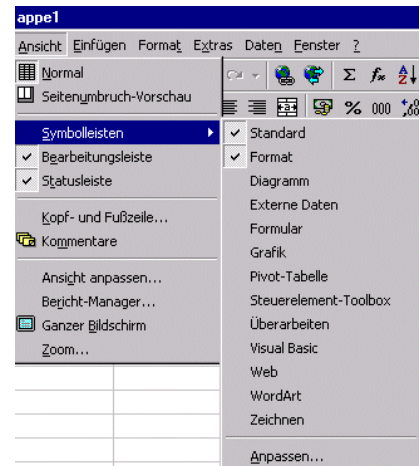 appe1
Ansicht Einfügen Format Extras Daten Fenster ?
Normal
Seitenumbruch-Vorschau
Symbolleisten
Bearbeitungsleiste
Statusleiste
Kopf- und Fußzeile...
Kommentare
Ansicht anpassen...
Bericht-Manager...
Ganzer Bildschirm
Zoom...
Σ fx A Z
% 000
Standard
Format
Diagramm
Externe Daten
Formular
Grafik
Pivot-Tabelle
Steuerelement-Toolbox
Überarbeiten
Visual Basic
Web
WordArt
Zeichnen
Anpassen...